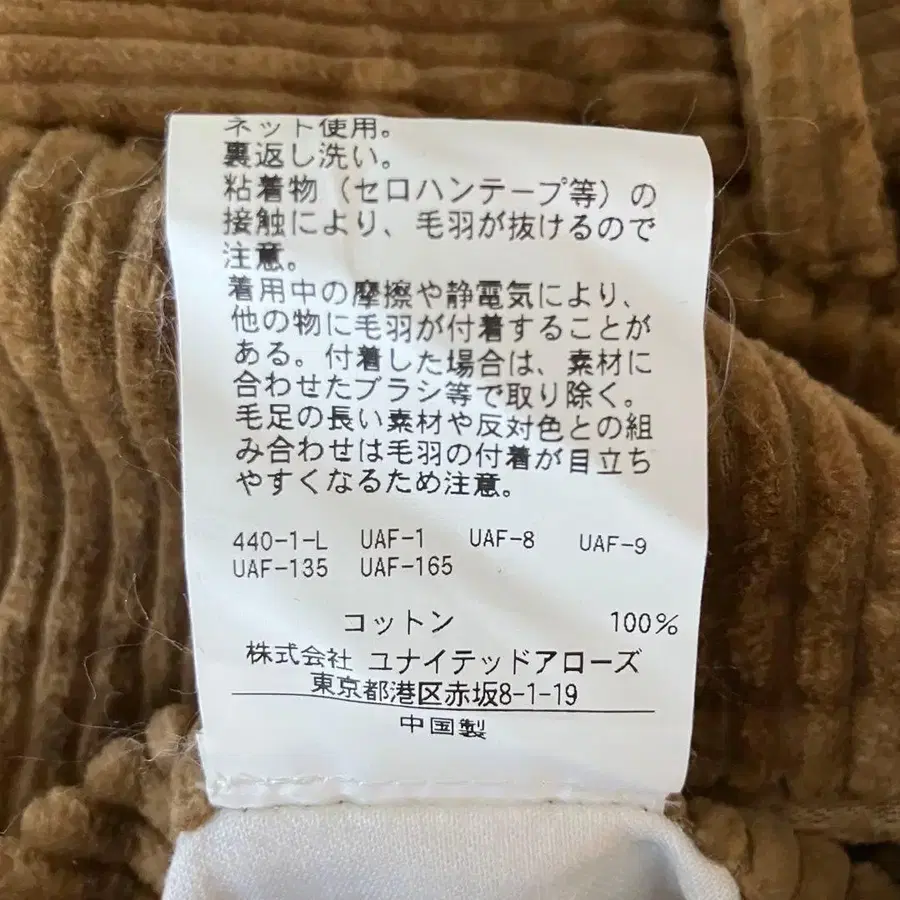 ネット使用。
裏返し洗い。
粘着物（セロハンテープ等）の
接触により、毛羽が抜けるので
注意。
着用中の摩擦や静電気により、
他の物に毛羽が付着することが
ある。付着した場合は、素材に
合わせたブラシ等で取り除く。
毛足の長い素材や反対色との組
み合わせは毛羽の付着が目立ち
やすくなるため注意。
440-1-L UAF-1 UAF-8 UAF-9
UAF-135 UAF-165
コットン 100%
株式会社 ユナイテッドアローズ
東京都港区赤坂8-1-19
中国製